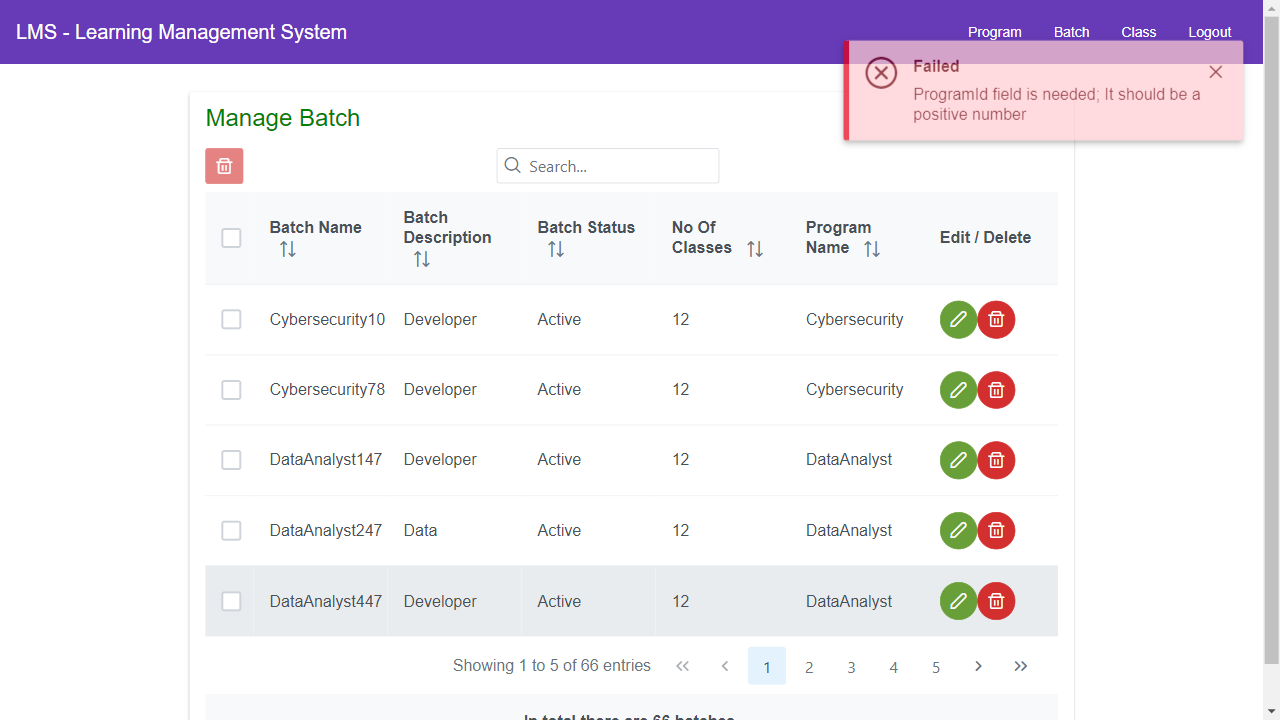 LMS - Learning Management System
Program Batch Class Logout
Failed
ProgramId field is needed; It should be a
positive number
Manage Batch
Search...
Batch Name
Batch Description
Batch Status
No Of Classes
Program Name
Edit / Delete
Cybersecurity10 Developer Active 12 Cybersecurity
Cybersecurity78 Developer Active 12 Cybersecurity
DataAnalyst147 Developer Active 12 DataAnalyst
DataAnalyst247 Data Active 12 DataAnalyst
DataAnalyst447 Developer Active 12 DataAnalyst
Showing 1 to 5 of 66 entries 1 2 3 4 5
In total there are 66 batches